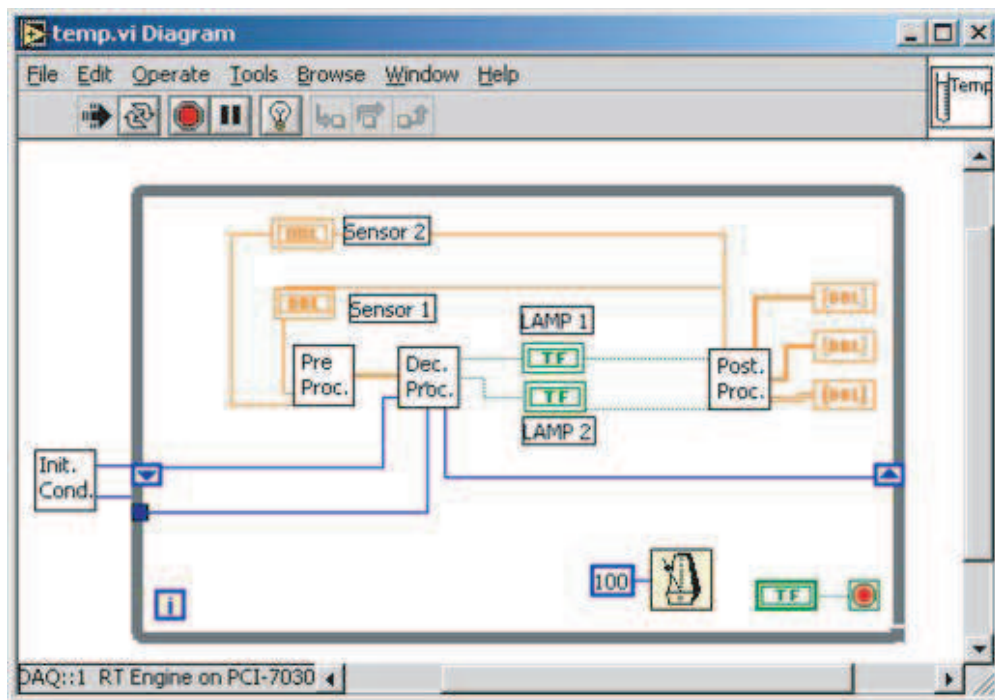 temp.vi Diagram
File Edit Operate Tools Browse Window Help
Temp
DBL
Sensor 2
DBL
Sensor 1
[DBL]
LAMP 1
[DBL]
TF
Pre
Proc.
Dec.
Proc.
Post.
Proc.
TF
[DBL]
LAMP 2
Init.
Cond.
100
i
TF
DAQ::1 RT Engine on PCI-7030